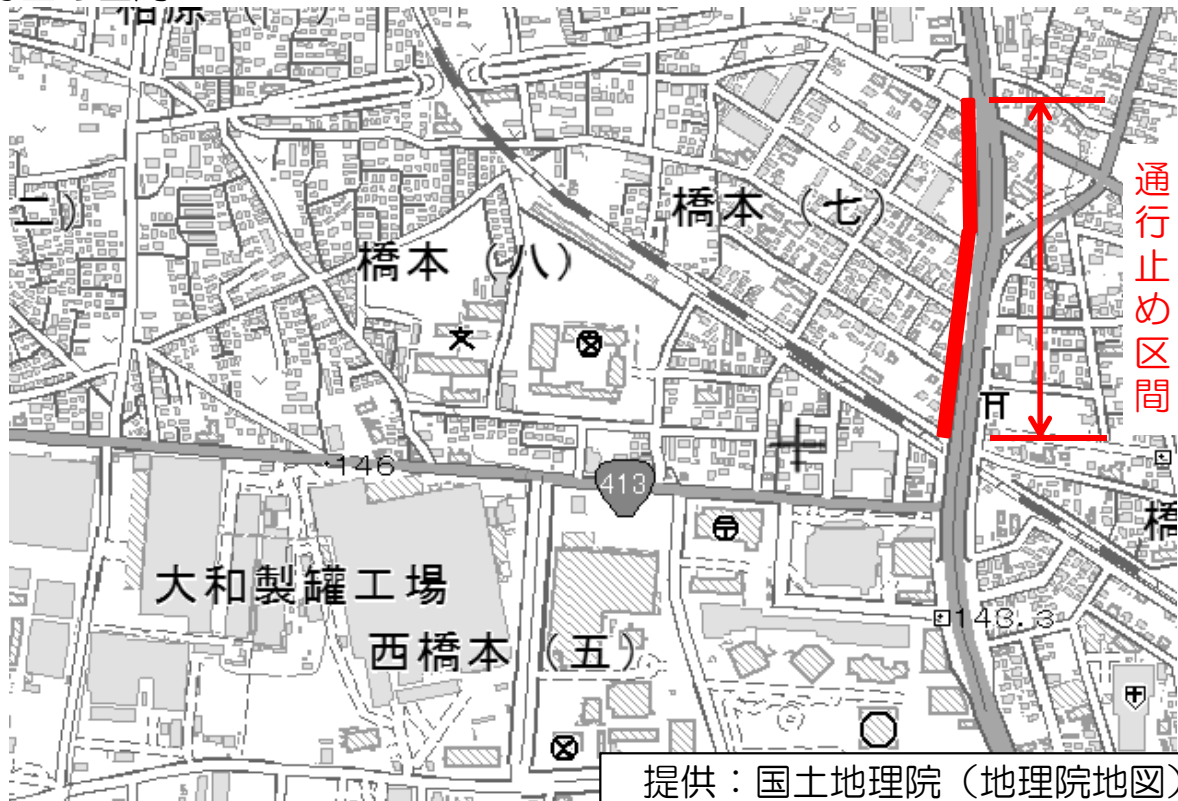 橋本（七）
二）
橋本（八）
通行止め区間
146
413
橋
大和製罐工場
143.3
西橋本（五）
提供：国土地理院（地理院地図）